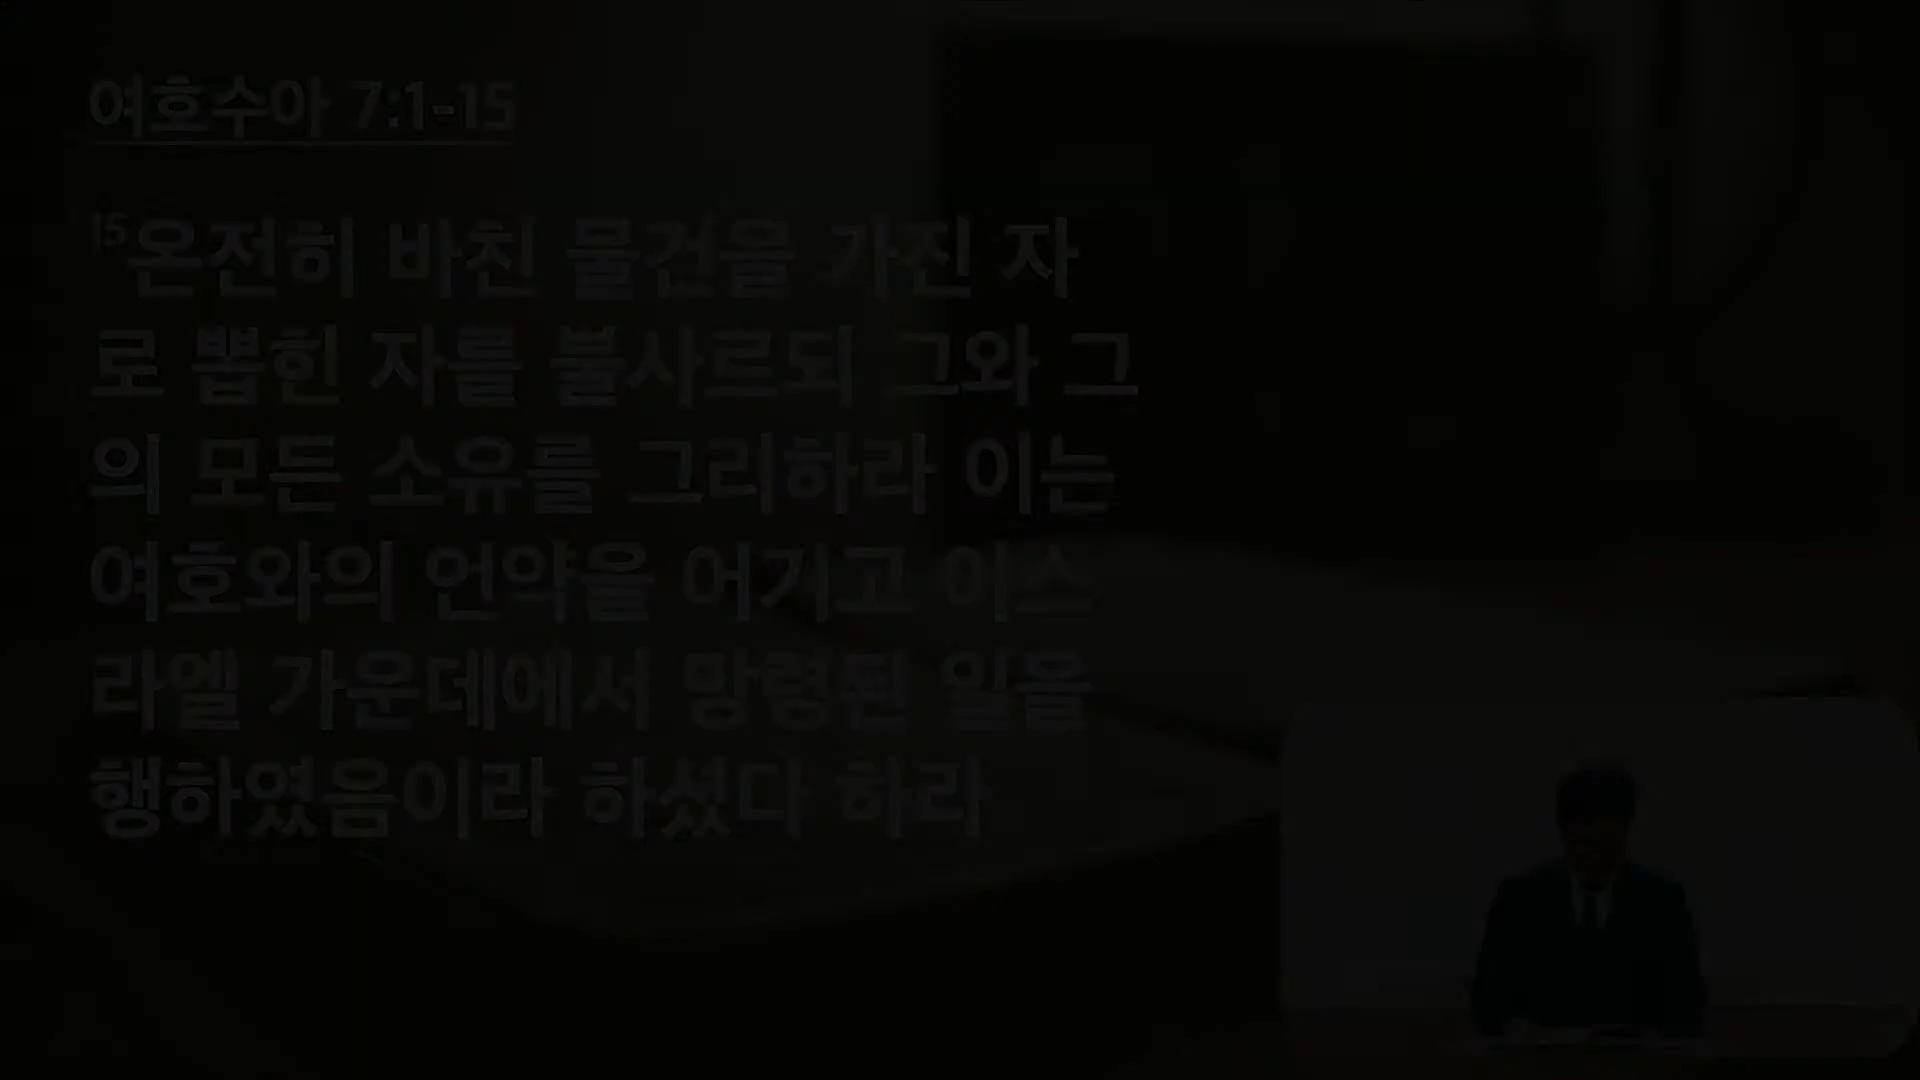 여호수아 7:1-15
15온전히 바친 물건을 가진 자
로 뽑힌 자를 불사르되 그와 그
의 모든 소유를 그리하라 이는
여호와의 언약을 어기고 이스
라엘 가운데에서 망령된 일을
행하였음이라 하셨다 하라